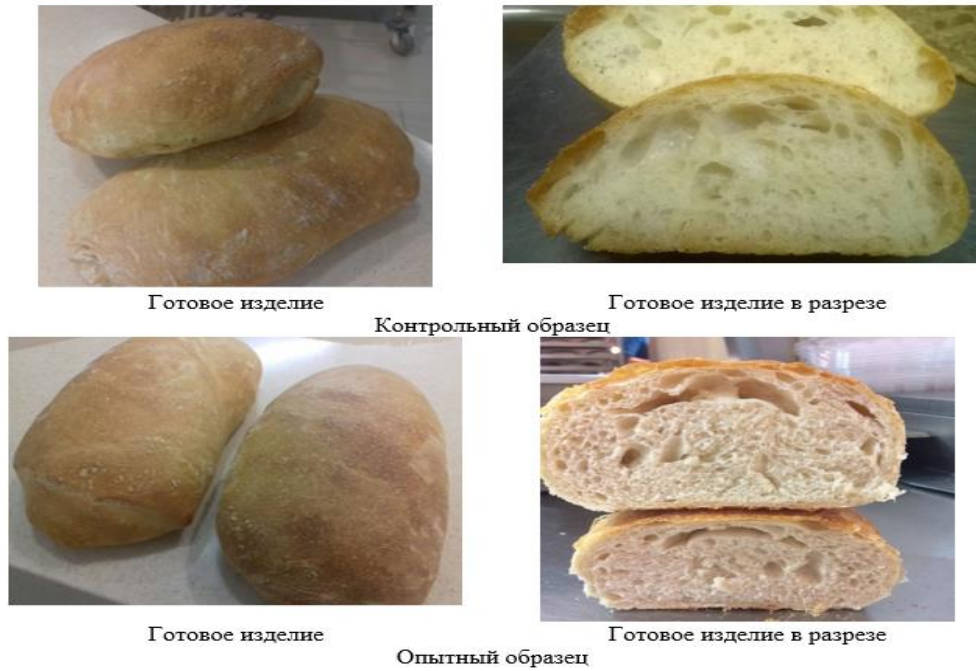 Готовое изделие
Готовое изделие в разрезе
Контрольный образец
Готовое изделие
Готовое изделие в разрезе
Опытный образец